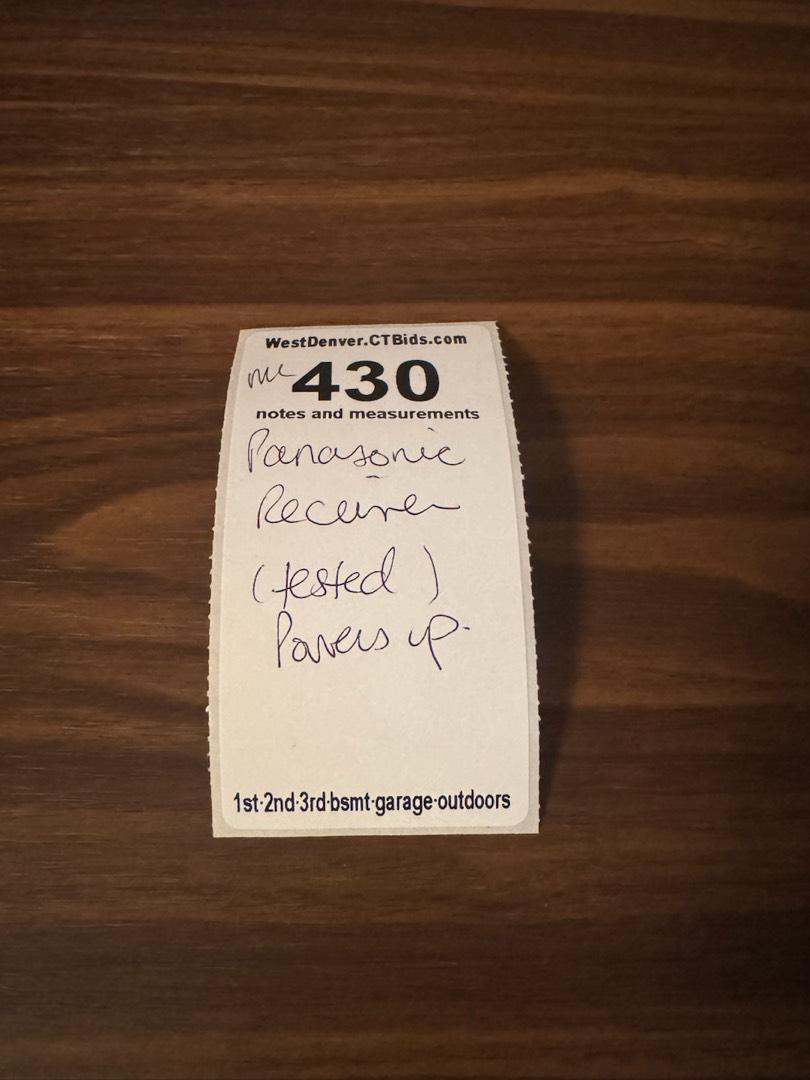 WestDenver.CTBids.com
430
notes and measurements
Panasonic
Receiver
(tested)
Powers up.
1st·2nd·3rd·bsmt·garage·outdoors